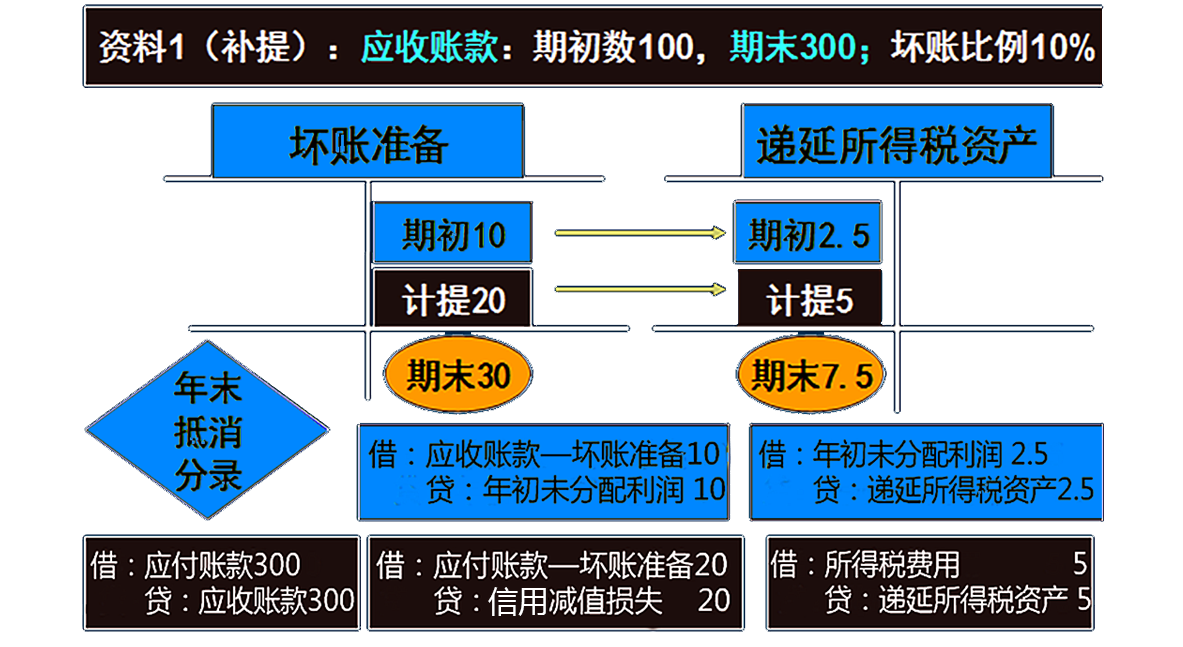 资料1（补提）：应收账款：期初数100，期末300；坏账比例10%
坏账准备
递延所得税资产
期初10
期初2.5
计提20
计提5
期末30
期末7.5
年末
抵消
分录
借：应收账款—坏账准备10
贷：年初未分配利润 10
借：年初未分配利润 2.5
贷：递延所得税资产2.5
借：应付账款300
贷：应收账款300
借：应付账款—坏账准备20
贷：信用减值损失 20
借：所得税费用 5
贷：递延所得税资产 5